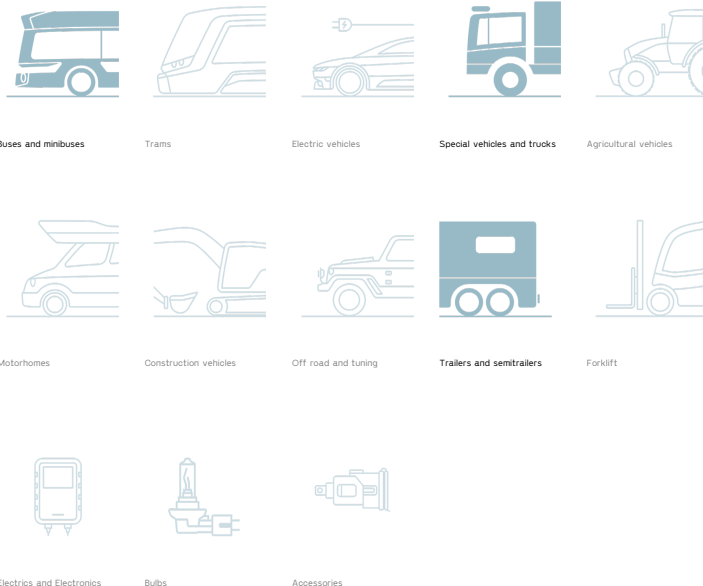 Buses and minibuses
Trams
Electric vehicles
Special vehicles and trucks
Agricultural vehicles
Motorhomes
Construction vehicles
Off road and tuning
Trailers and semitrailers
Forklift
Electrics and Electronics
Bulbs
Accessories